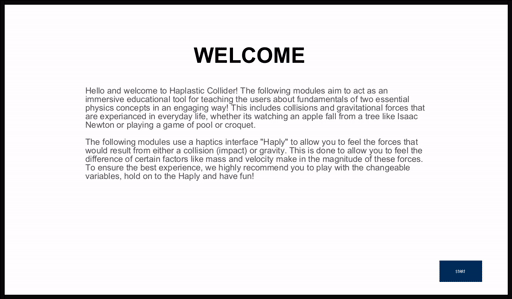 WELCOME
Hello and welcome to Haplastic Collider! The following modules aim to act as an
immersive educational tool for teaching the users about fundamentals of two essential
physics concepts in an engaging way! This includes collisions and gravitational forces that
are experianced in everyday life, whether its watching an apple fall from a tree like Isaac
Newton or playing a game of pool or croquet.
The following modules use a haptics interface "Haply" to allow you to feel the forces that
would result from either a collision (impact) or gravity. This is done to allow you to feel the
difference of certain factors like mass and velocity make in the magnitude of these forces.
To ensure the best experience, we highly recommend you to play with the changeable
variables, hold on to the Haply and have fun!
START